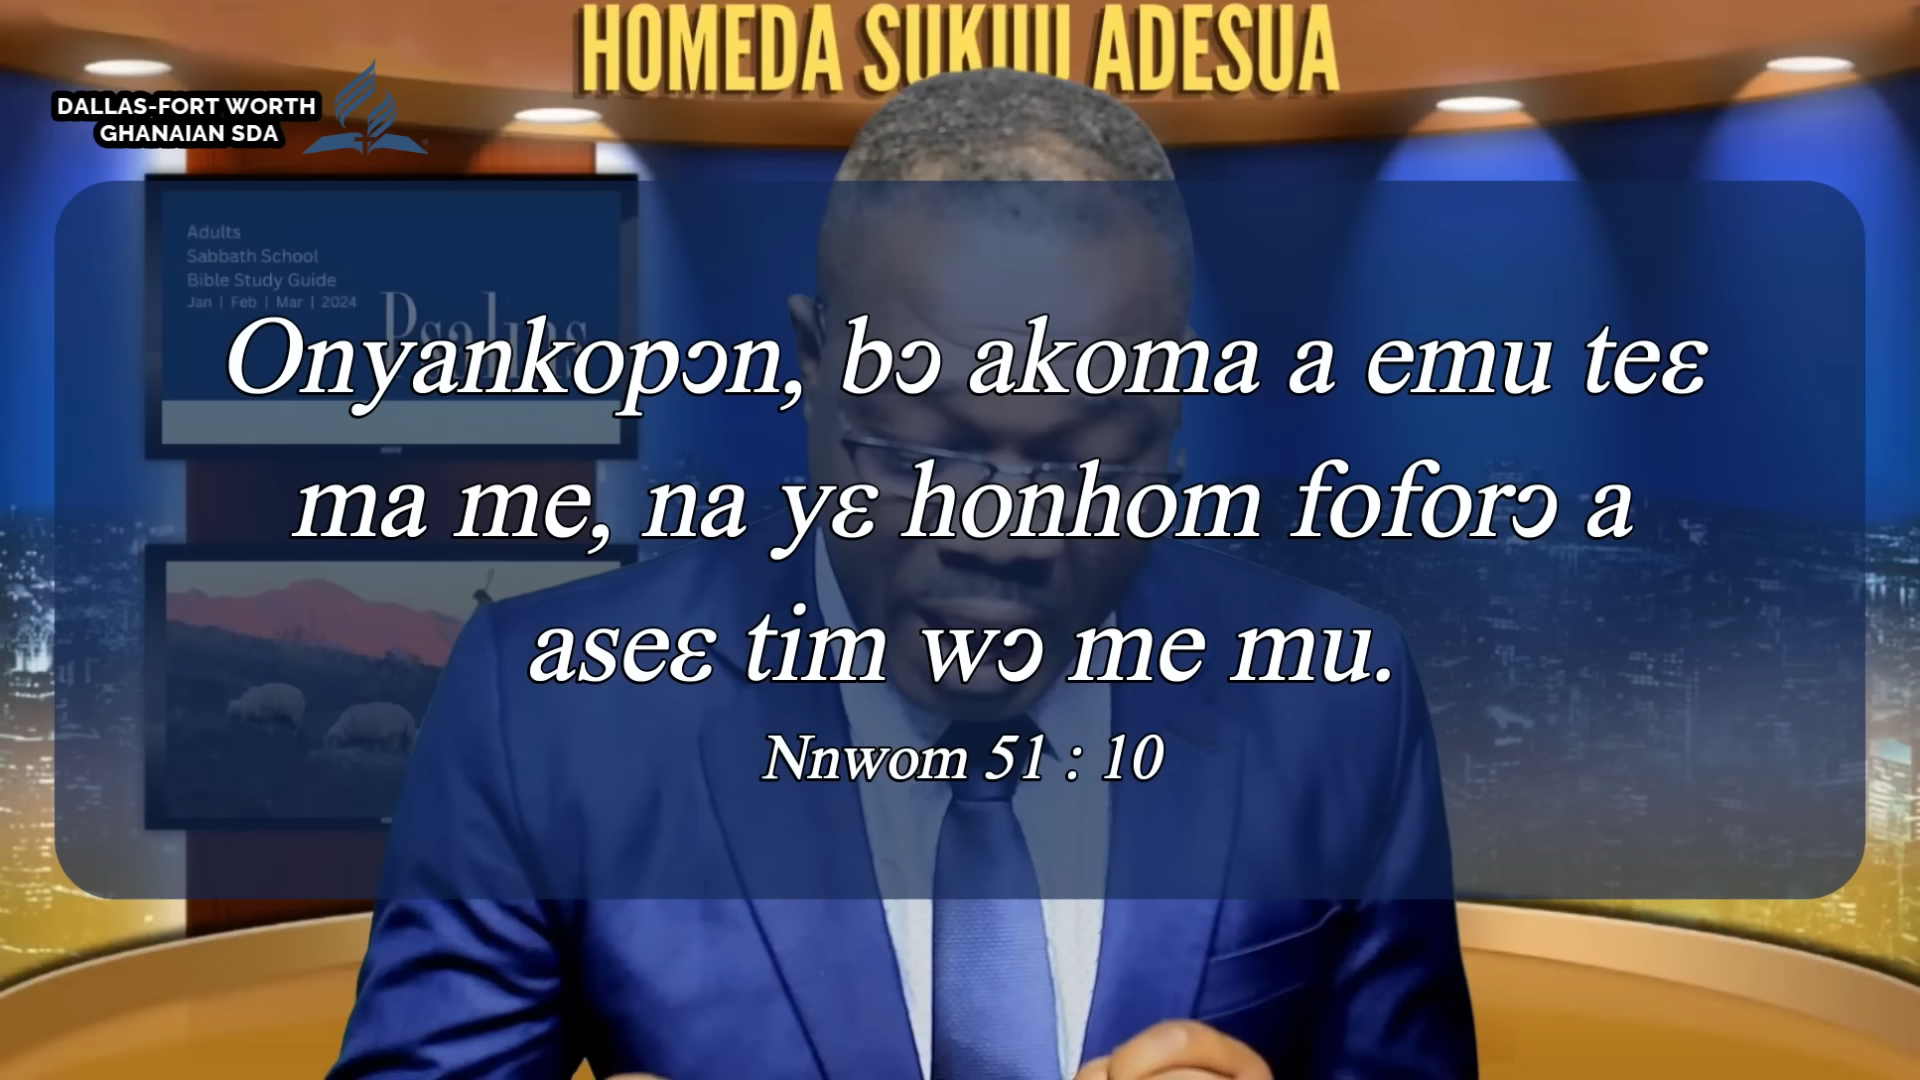 HOMEDA SUKUU ADESUA
DALLAS-FORT WORTH
GHANAIAN SDA
Adults
Sabbath School
Bible Study Guide
Jan | Feb | Mar | 2024
Psalms
Onyankopɔn, bɔ akoma a emu teɛ
ma me, na yɛ honhom foforɔ a
aseɛ tim wɔ me mu.
Nnwom 51 : 10